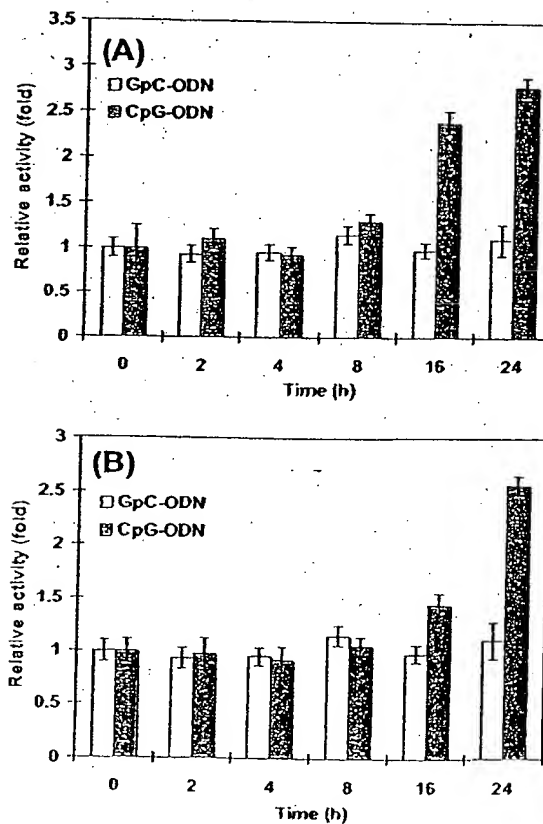 (A)
GpC-ODN
CpG-ODN
Relative activity (fold)
3.5
3
2.5
2
1.5
1
0.5
0
0 2 4 8 16 24
Time (h)
(B)
GpC-ODN
CpG-ODN
Relative activity (fold)
3
2.5
2
1.5
1
0.5
0
0 2 4 8 16 24
Time (h)